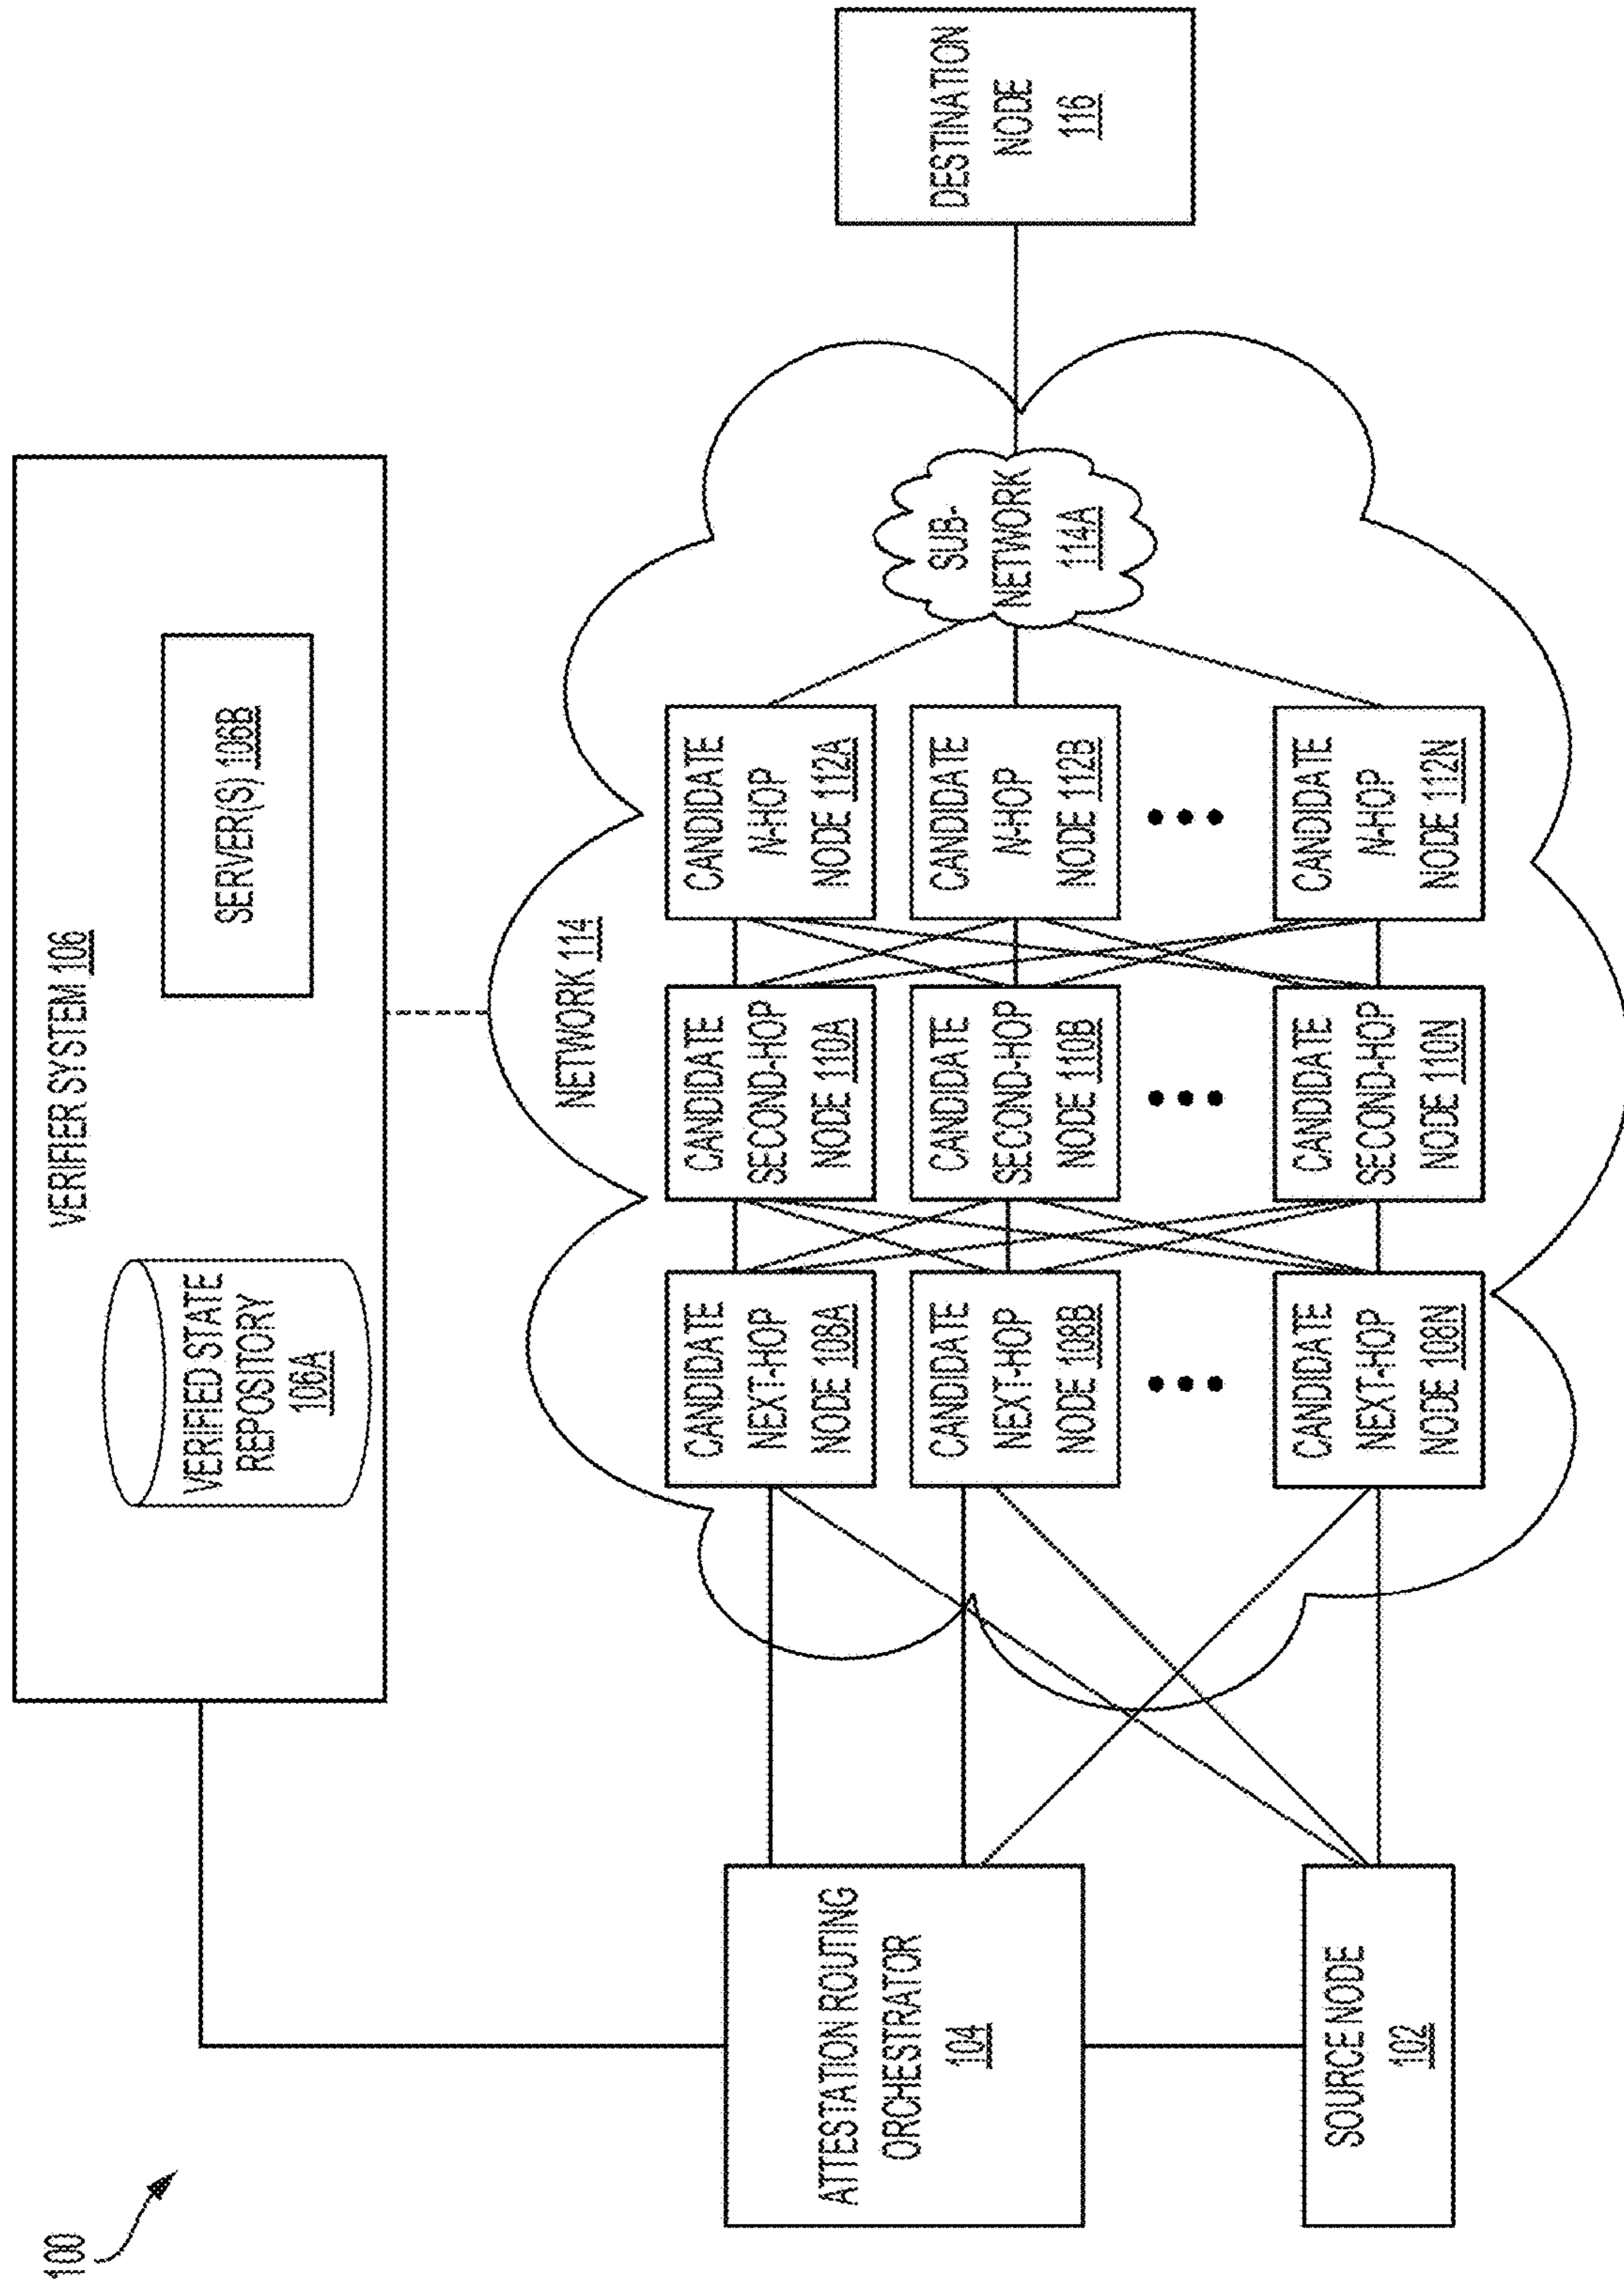 100
VERIFIER SYSTEM 106
VERIFIED STATE
REPOSITORY
106A
SERVER(S) 106B
NETWORK 114
ATTESTATION ROUTING
ORCHESTRATOR
104
SOURCE NODE
102
CANDIDATE
NEXT-HOP
NODE 108A
CANDIDATE
SECOND-HOP
NODE 110A
CANDIDATE
N-HOP
NODE 112A
CANDIDATE
NEXT-HOP
NODE 108B
CANDIDATE
SECOND-HOP
NODE 110B
CANDIDATE
N-HOP
NODE 112B
CANDIDATE
NEXT-HOP
NODE 108N
CANDIDATE
SECOND-HOP
NODE 110N
CANDIDATE
N-HOP
NODE 112N
SUB-
NETWORK
114A
DESTINATION
NODE
116